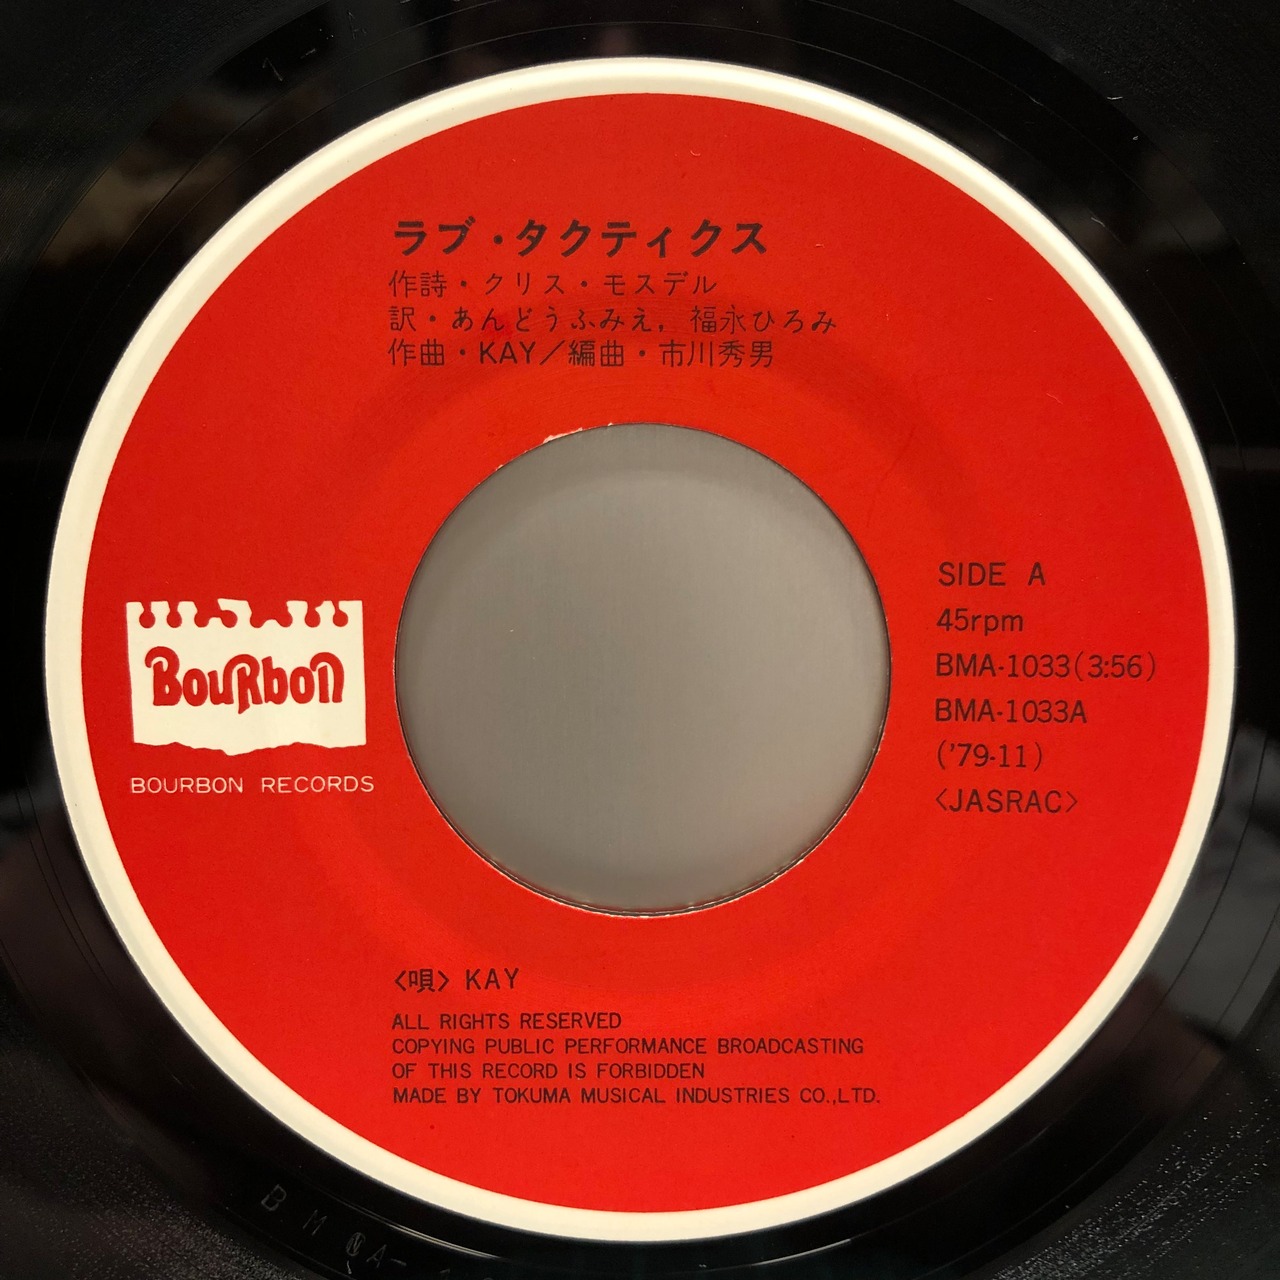 ラブ・タクティクス
作詩・クリス・モスデル
訳・あんどうふみえ，福永ひろみ
作曲・KAY／編曲・市川秀男
Bourbon
BOURBON RECORDS
SIDE A
45rpm
BMA-1033(3:56)
BMA-1033A
('79-11)
〈JASRAC〉
〈唄〉KAY
ALL RIGHTS RESERVED
COPYING PUBLIC PERFORMANCE BROADCASTING
OF THIS RECORD IS FORBIDDEN
MADE BY TOKUMA MUSICAL INDUSTRIES CO.,LTD.
1-A